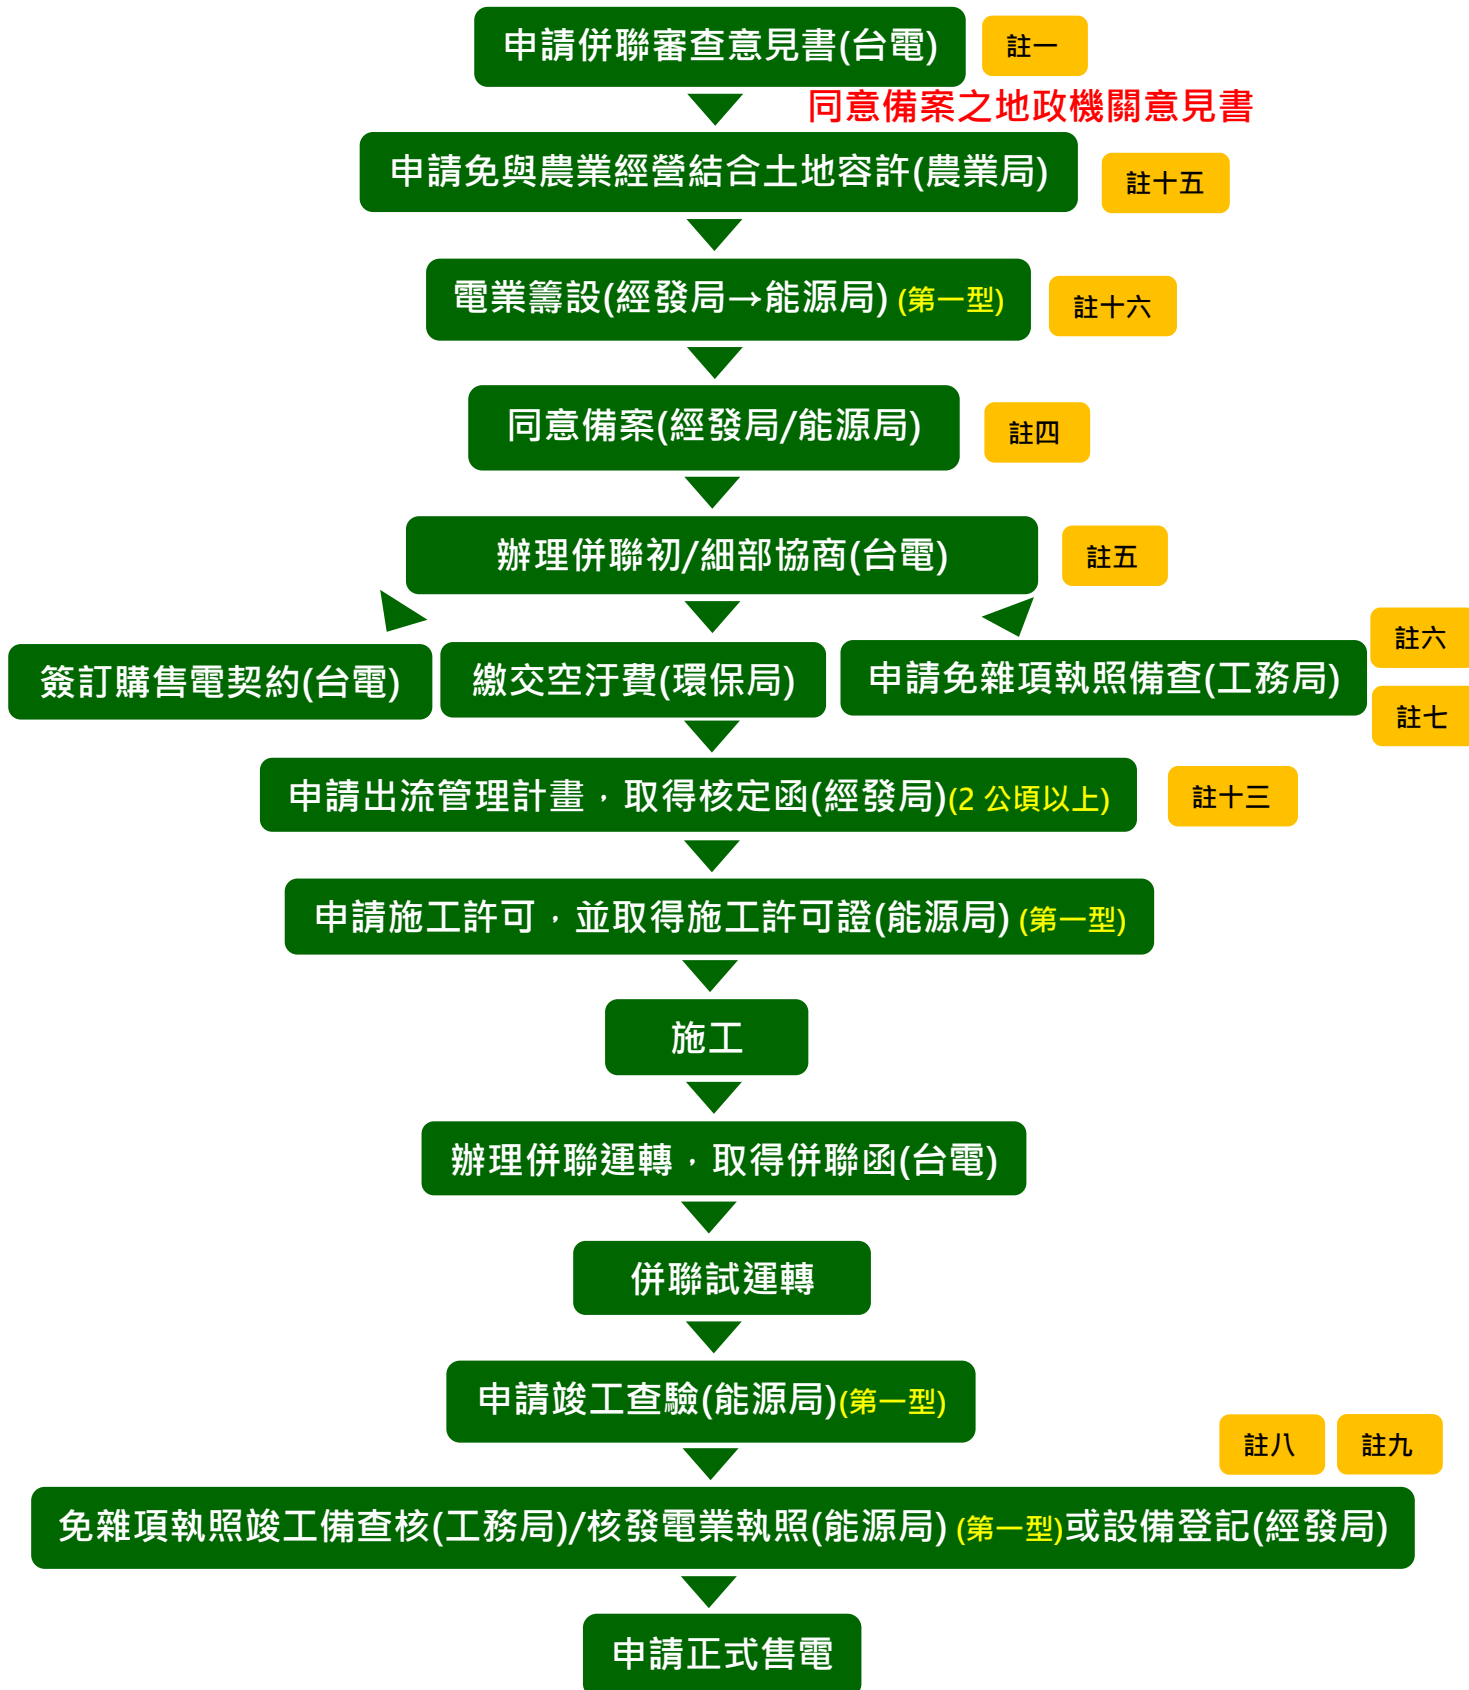 申請併聯審查意見書(台電)
註一
同意備案之地政機關意見書
申請免與農業經營結合土地容許(農業局)
註十五
電業籌設(經發局→能源局) (第一型)
註十六
同意備案(經發局/能源局)
註四
辦理併聯初/細部協商(台電)
註五
簽訂購售電契約(台電)
繳交空汙費(環保局)
申請免雜項執照備查(工務局)
註六
註七
申請出流管理計畫，取得核定函(經發局)(2 公頃以上)
註十三
申請施工許可，並取得施工許可證(能源局) (第一型)
施工
辦理併聯運轉，取得併聯函(台電)
併聯試運轉
申請竣工查驗(能源局)(第一型)
註八
註九
免雜項執照竣工備查核(工務局)/核發電業執照(能源局) (第一型)或設備登記(經發局)
申請正式售電